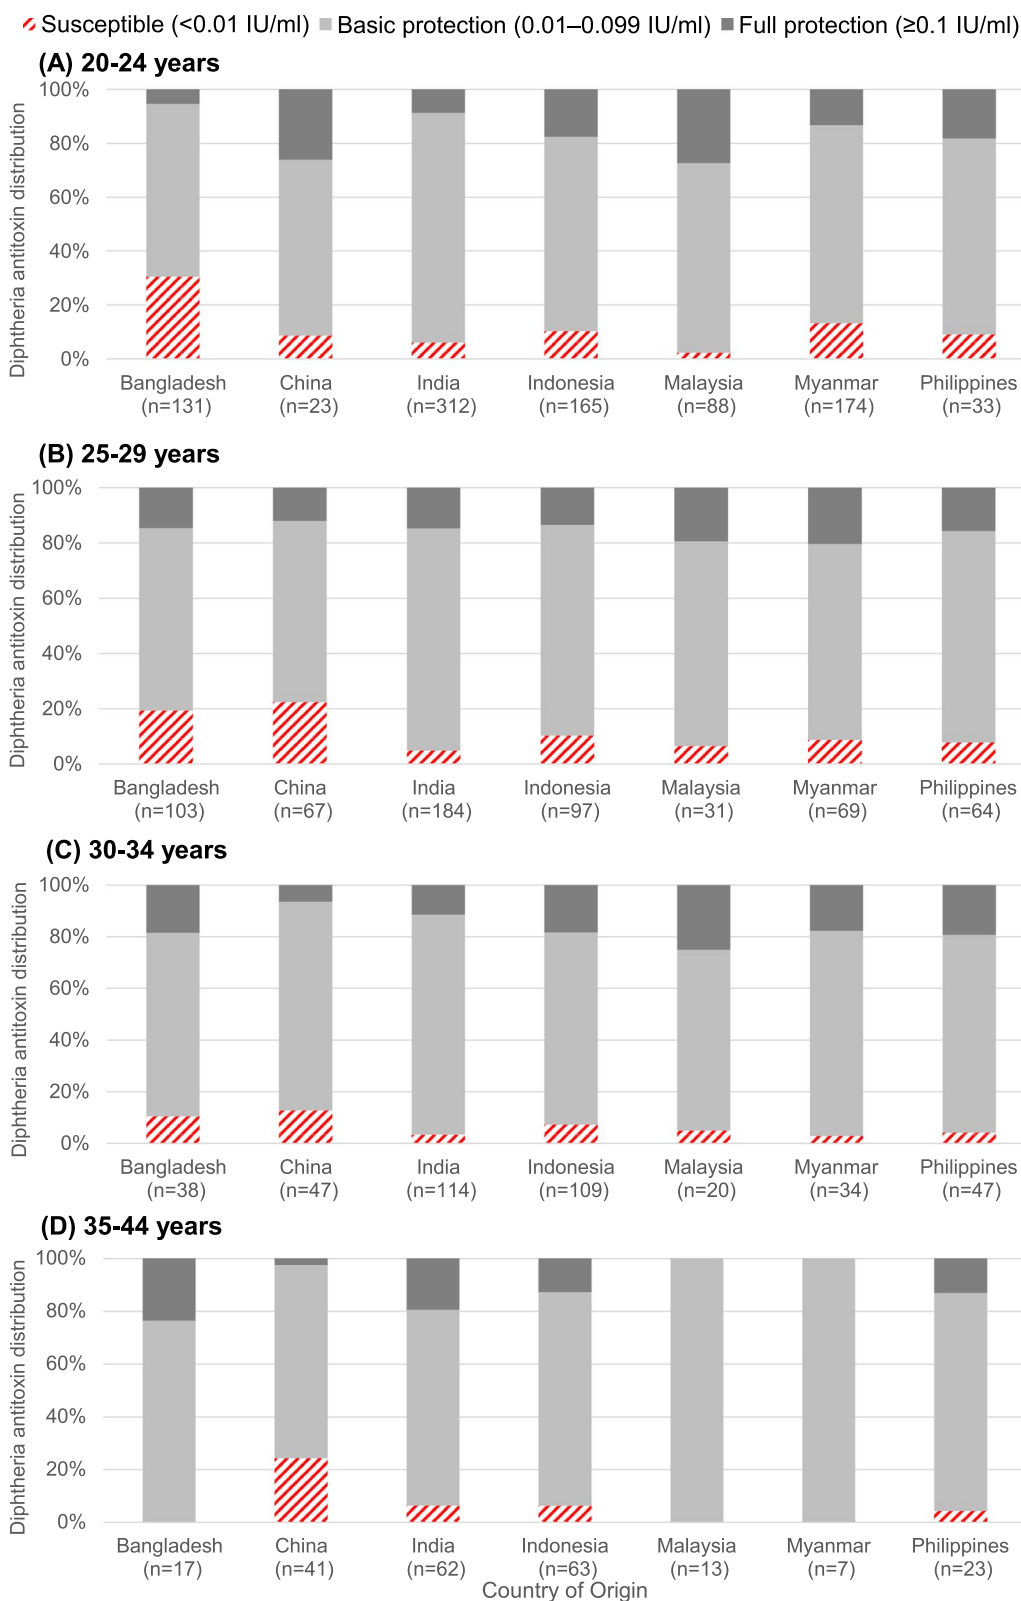 Susceptible (<0.01 IU/ml) Basic protection (0.01–0.099 IU/ml) Full protection (≥0.1 IU/ml)
(A) 20-24 years
Diphtheria antitoxin distribution
100%
80%
60%
40%
20%
0%
Bangladesh China India Indonesia Malaysia Myanmar Philippines
(n=131) (n=23) (n=312) (n=165) (n=88) (n=174) (n=33)
(B) 25-29 years
Diphtheria antitoxin distribution
100%
80%
60%
40%
20%
0%
Bangladesh China India Indonesia Malaysia Myanmar Philippines
(n=103) (n=67) (n=184) (n=97) (n=31) (n=69) (n=64)
(C) 30-34 years
Diphtheria antitoxin distribution
100%
80%
60%
40%
20%
0%
Bangladesh China India Indonesia Malaysia Myanmar Philippines
(n=38) (n=47) (n=114) (n=109) (n=20) (n=34) (n=47)
(D) 35-44 years
Diphtheria antitoxin distribution
100%
80%
60%
40%
20%
0%
Bangladesh China India Indonesia Malaysia Myanmar Philippines
(n=17) (n=41) (n=62) (n=63) (n=13) (n=7) (n=23)
Country of Origin